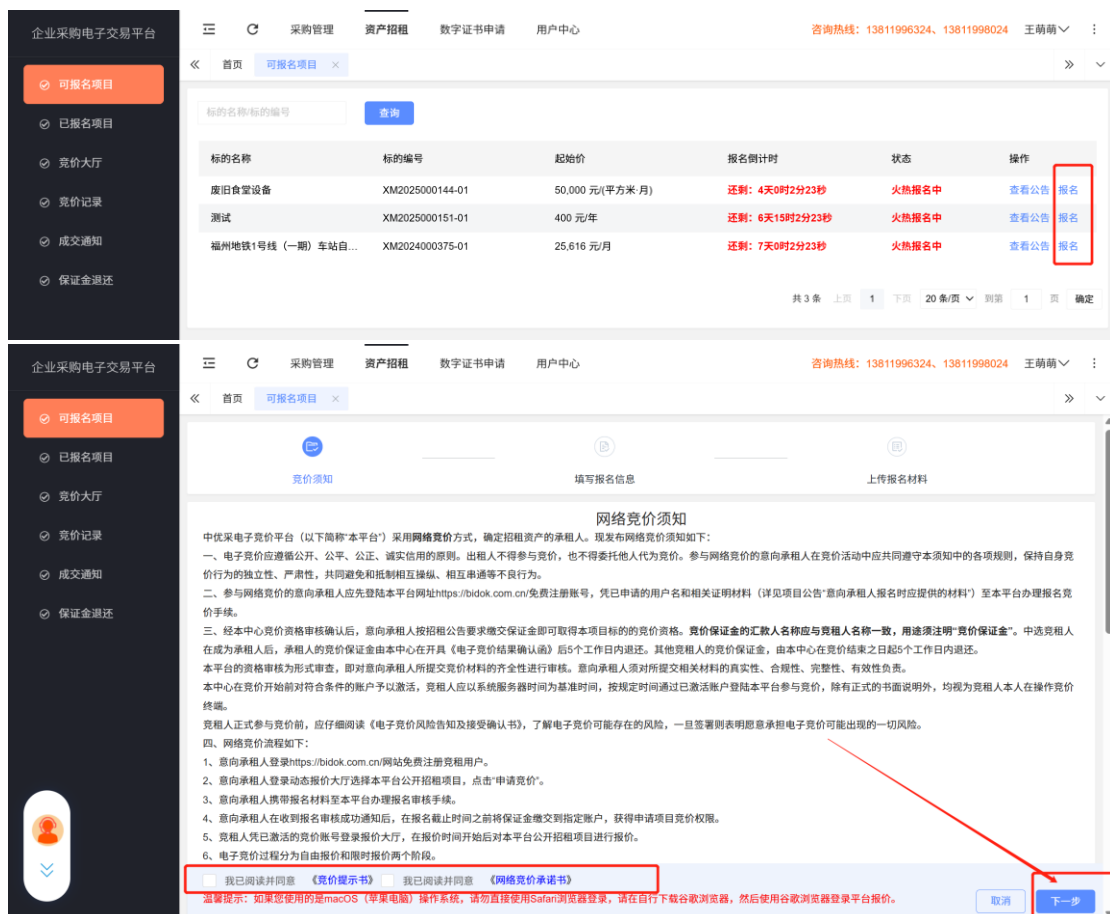 企业采购电子交易平台
采购管理 资产招租 数字证书申请 用户中心 咨询热线：13811996324、13811998024 王萌萌
首页 可报名项目 ×
可报名项目
已报名项目
竞价大厅
竞价记录
成交通知
保证金退还
标的名称/标的编号 查询
标的名称 标的编号 起始价 报名倒计时 状态 操作
废旧食堂设备 XM2025000144-01 50,000 元/(平方米·月) 还剩：4天0时2分23秒 火热报名中 查看公告 报名
测试 XM2025000151-01 400 元/年 还剩：6天15时2分23秒 火热报名中 查看公告 报名
福州地铁1号线（一期）车站自... XM2024000375-01 25,616 元/月 还剩：7天0时2分23秒 火热报名中 查看公告 报名
共 3 条 上页 1 下页 20 条/页 到第 1 页 确定
企业采购电子交易平台
采购管理 资产招租 数字证书申请 用户中心 咨询热线：13811996324、13811998024 王萌萌
首页 可报名项目 ×
可报名项目
已报名项目
竞价大厅
竞价记录
成交通知
保证金退还
竞价须知 填写报名信息 上传报名材料
网络竞价须知
中优采电子竞价平台（以下简称“本平台”）采用网络竞价方式，确定招租资产的承租人。现发布网络竞价须知如下：
一、电子竞价应遵循公开、公平、公正、诚实信用的原则。出租人不得参与竞价，也不得委托他人代为竞价。参与网络竞价的意向承租人在竞价活动中应共同遵守本须知中的各项规则，保持自身竞
价行为的独立性、严肃性，共同避免和抵制相互操纵、相互串通等不良行为。
二、参与网络竞价的意向承租人应先登陆本平台网址https://bidok.com.cn/免费注册账号，凭已申请的用户名和相关证明材料（详见项目公告“意向承租人报名时应提供的材料”）至本平台办理报名竞
价手续。
三、经本中心竞价资格审核确认后，意向承租人按招租公告要求缴交保证金即可取得本项目标的的竞价资格。竞价保证金的汇款人名称应与竞租人名称一致，用途须注明“竞价保证金”。中选竞租人
在成为承租人后，承租人的竞价保证金由本中心在开具《电子竞价结果确认函》后5个工作日内退还。其他竞租人的竞价保证金，由本中心在竞价结束之日起5个工作日内退还。
本平台的资格审核为形式审查，即对意向承租人所提交竞价材料的齐全性进行审核。意向承租人须对所提交相关材料的真实性、合规性、完整性、有效性负责。
本中心在竞价开始前对符合条件的账户予以激活，竞租人应以系统服务器时间为基准时间，按规定时间通过已激活账户登陆本平台参与竞价，除有正式的书面说明外，均视为竞租人本人在操作竞价
终端。
竞租人正式参与竞价前，应仔细阅读《电子竞价风险告知及接受确认书》，了解电子竞价可能存在的风险，一旦签署则表明愿意承担电子竞价可能出现的一切风险。
四、网络竞价流程如下：
1、意向承租人登录https://bidok.com.cn/网站免费注册竞租用户。
2、意向承租人登录动态报价大厅选择本平台公开招租项目，点击“申请竞价”。
3、意向承租人携带报名材料至本平台办理报名审核手续。
4、意向承租人在收到报名审核成功通知后，在报名截止时间之前将保证金缴交到指定账户，获得申请项目竞价权限。
5、竞租人凭已激活的竞价账号登录报价大厅，在报价时间开始后对本平台公开招租项目进行报价。
6、电子竞价过程分为自由报价和限时报价两个阶段。
我已阅读并同意 《竞价提示书》 我已阅读并同意 《网络竞价承诺书》
温馨提示：如果您使用的是macOS（苹果电脑）操作系统，请勿直接使用Safari浏览器登录，请在自行下载谷歌浏览器，然后使用谷歌浏览器登录平台报价。
取消 下一步